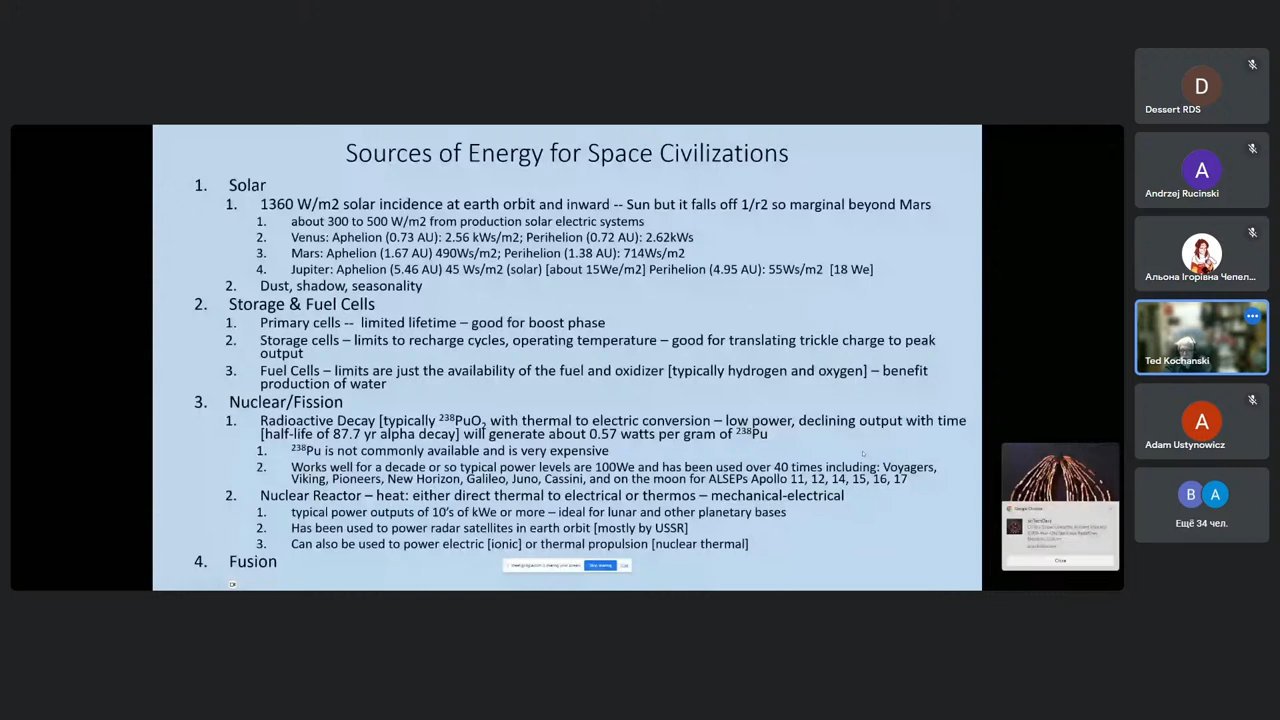 Sources of Energy for Space Civilizations
1. Solar
1. 1360 W/m2 solar incidence at earth orbit and inward -- Sun but it falls off 1/r2 so marginal beyond Mars
1. about 300 to 500 W/m2 from production solar electric systems
2. Venus: Aphelion (0.73 AU): 2.56 kWs/m2; Perihelion (0.72 AU): 2.62kWs
3. Mars: Aphelion (1.67 AU) 490Ws/m2; Perihelion (1.38 AU): 714Ws/m2
4. Jupiter: Aphelion (5.46 AU) 45 Ws/m2 (solar) [about 15We/m2] Perihelion (4.95 AU): 55Ws/m2 [18 We]
2. Dust, shadow, seasonality
2. Storage & Fuel Cells
1. Primary cells -- limited lifetime – good for boost phase
2. Storage cells – limits to recharge cycles, operating temperature – good for translating trickle charge to peak
output
3. Fuel Cells – limits are just the availability of the fuel and oxidizer [typically hydrogen and oxygen] – benefit
production of water
3. Nuclear/Fission
1. Radioactive Decay [typically ²³⁸PuO₂ with thermal to electric conversion – low power, declining output with time
[half-life of 87.7 yr alpha decay] will generate about 0.57 watts per gram of ²³⁸Pu
1. ²³⁸Pu is not commonly available and is very expensive
2. Works well for a decade or so typical power levels are 100We and has been used over 40 times including: Voyagers,
Viking, Pioneers, New Horizon, Galileo, Juno, Cassini, and on the moon for ALSEPs Apollo 11, 12, 14, 15, 16, 17
2. Nuclear Reactor – heat: either direct thermal to electrical or thermos – mechanical-electrical
1. typical power outputs of 10's of kWe or more – ideal for lunar and other planetary bases
2. Has been used to power radar satellites in earth orbit [mostly by USSR]
3. Can also be used to power electric [ionic] or thermal propulsion [nuclear thermal]
4. Fusion
Stop sharing
Google Chrome
Close
D
Dessert RDS
A
Andrzej Rucinski
Альона Ігорівна Чепел...
Ted Kochanski
A
Adam Ustynowicz
B A
Ещё 34 чел.